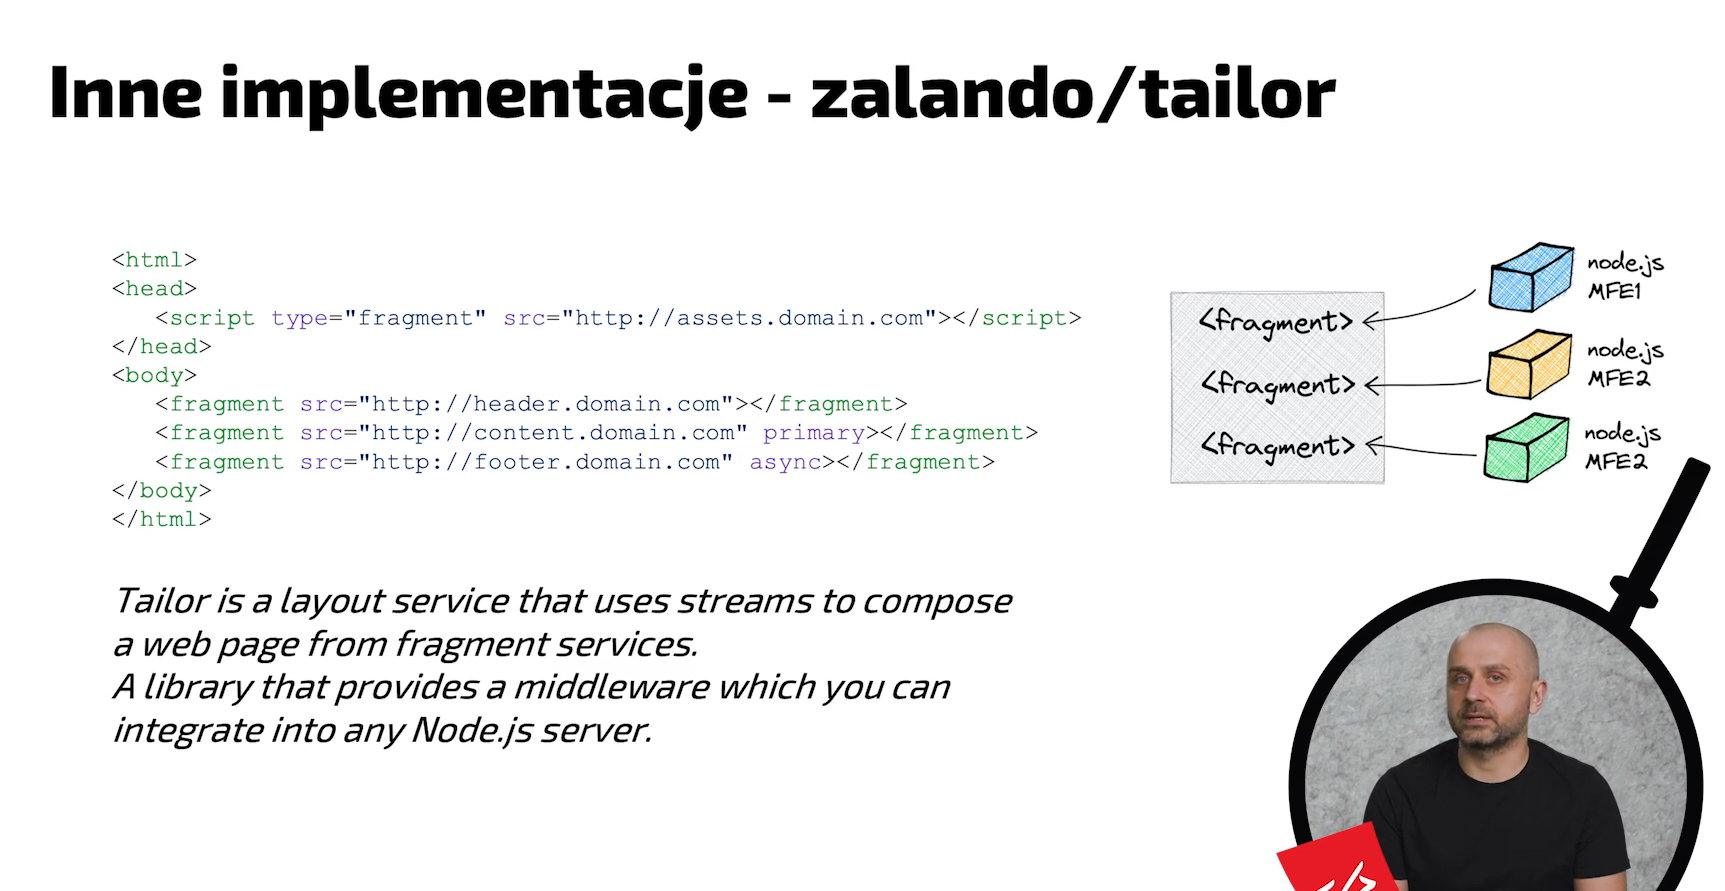 Inne implementacje - zalando/tailor
<html>
<head>
<script type="fragment" src="http://assets.domain.com"></script>
</head>
<body>
<fragment src="http://header.domain.com"></fragment>
<fragment src="http://content.domain.com" primary></fragment>
<fragment src="http://footer.domain.com" async></fragment>
</body>
</html>
Tailor is a layout service that uses streams to compose
a web page from fragment services.
A library that provides a middleware which you can
integrate into any Node.js server.
<fragment>
<fragment>
<fragment>
node.js
MFE1
node.js
MFE2
node.js
MFE2
</>